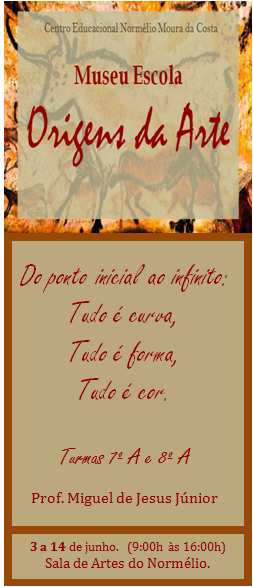 Centro Educacional Normélio Moura da Costa
Museu Escola
Origens da Arte
Do ponto inicial ao infinito:
Tudo é curva,
Tudo é forma,
Tudo é cor.
Turmas 7ª A e 8ª A
Prof. Miguel de Jesus Júnior
3 a 14 de junho. (9:00h às 16:00h)
Sala de Artes do Normélio.